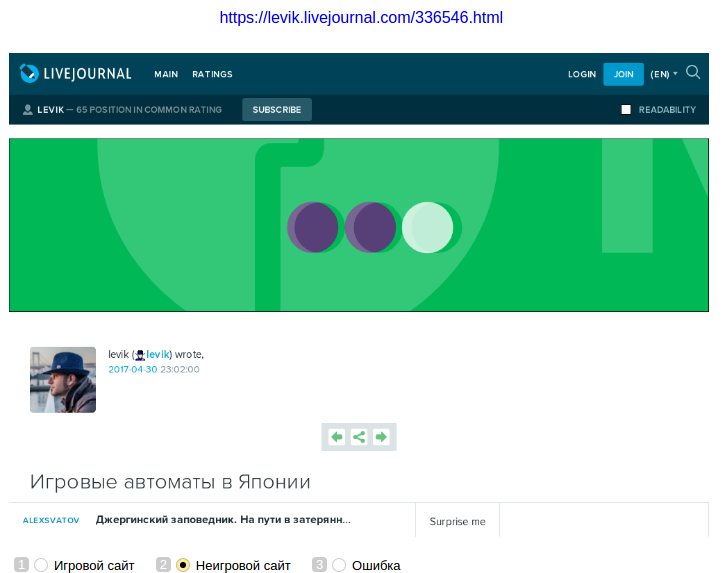 https://levik.livejournal.com/336546.html
LIVEJOURNAL MAIN RATINGS LOGIN JOIN (EN)
LEVIK — 65 POSITION IN COMMON RATING SUBSCRIBE READABILITY
levik (levik) wrote,
2017-04-30 23:02:00
Игровые автоматы в Японии
ALEXSVATOV Джергинский заповедник. На пути в затерянн... Surprise me
1 Игровой сайт 2 Неигровой сайт 3 Ошибка